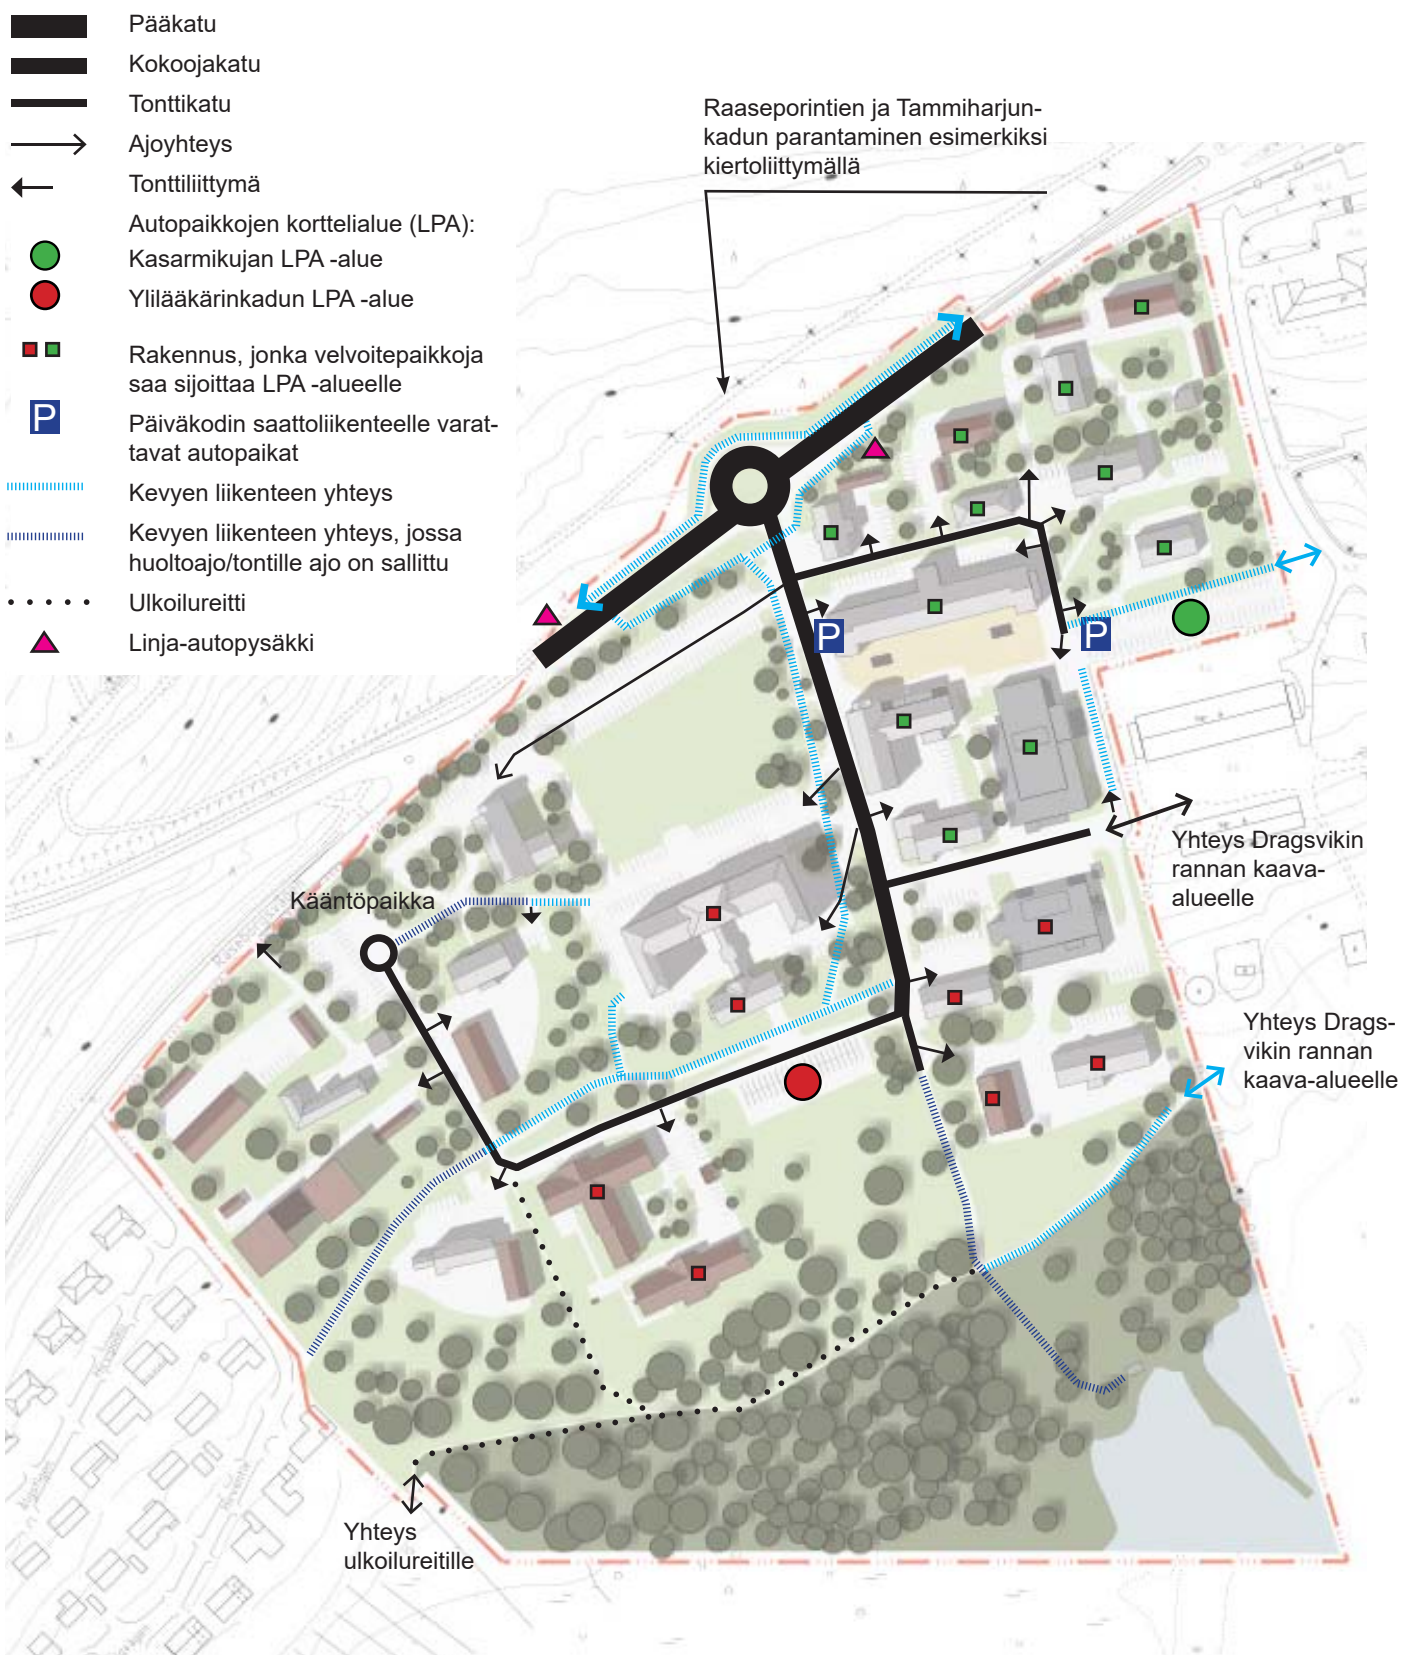 Pääkatu
Kokoojakatu
Tonttikatu
Ajoyhteys
Tonttiliittymä
Autopaikkojen korttelialue (LPA):
Kasarmikujan LPA -alue
Ylilääkärinkadun LPA -alue
Rakennus, jonka velvoitepaikkoja
saa sijoittaa LPA -alueelle
P
Päiväkodin saattoliikenteelle varat-
tavat autopaikat
Kevyen liikenteen yhteys
Kevyen liikenteen yhteys, jossa
huoltoajo/tontille ajo on sallittu
Ulkoilureitti
Linja-autopysäkki
Raaseporintien ja Tammiharjun-
kadun parantaminen esimerkiksi
kiertoliittymällä
P
P
Yhteys Dragsvikin
rannan kaava-
alueelle
Kääntöpaikka
Yhteys Drags-
vikin rannan
kaava-alueelle
Yhteys
ulkoilureitille